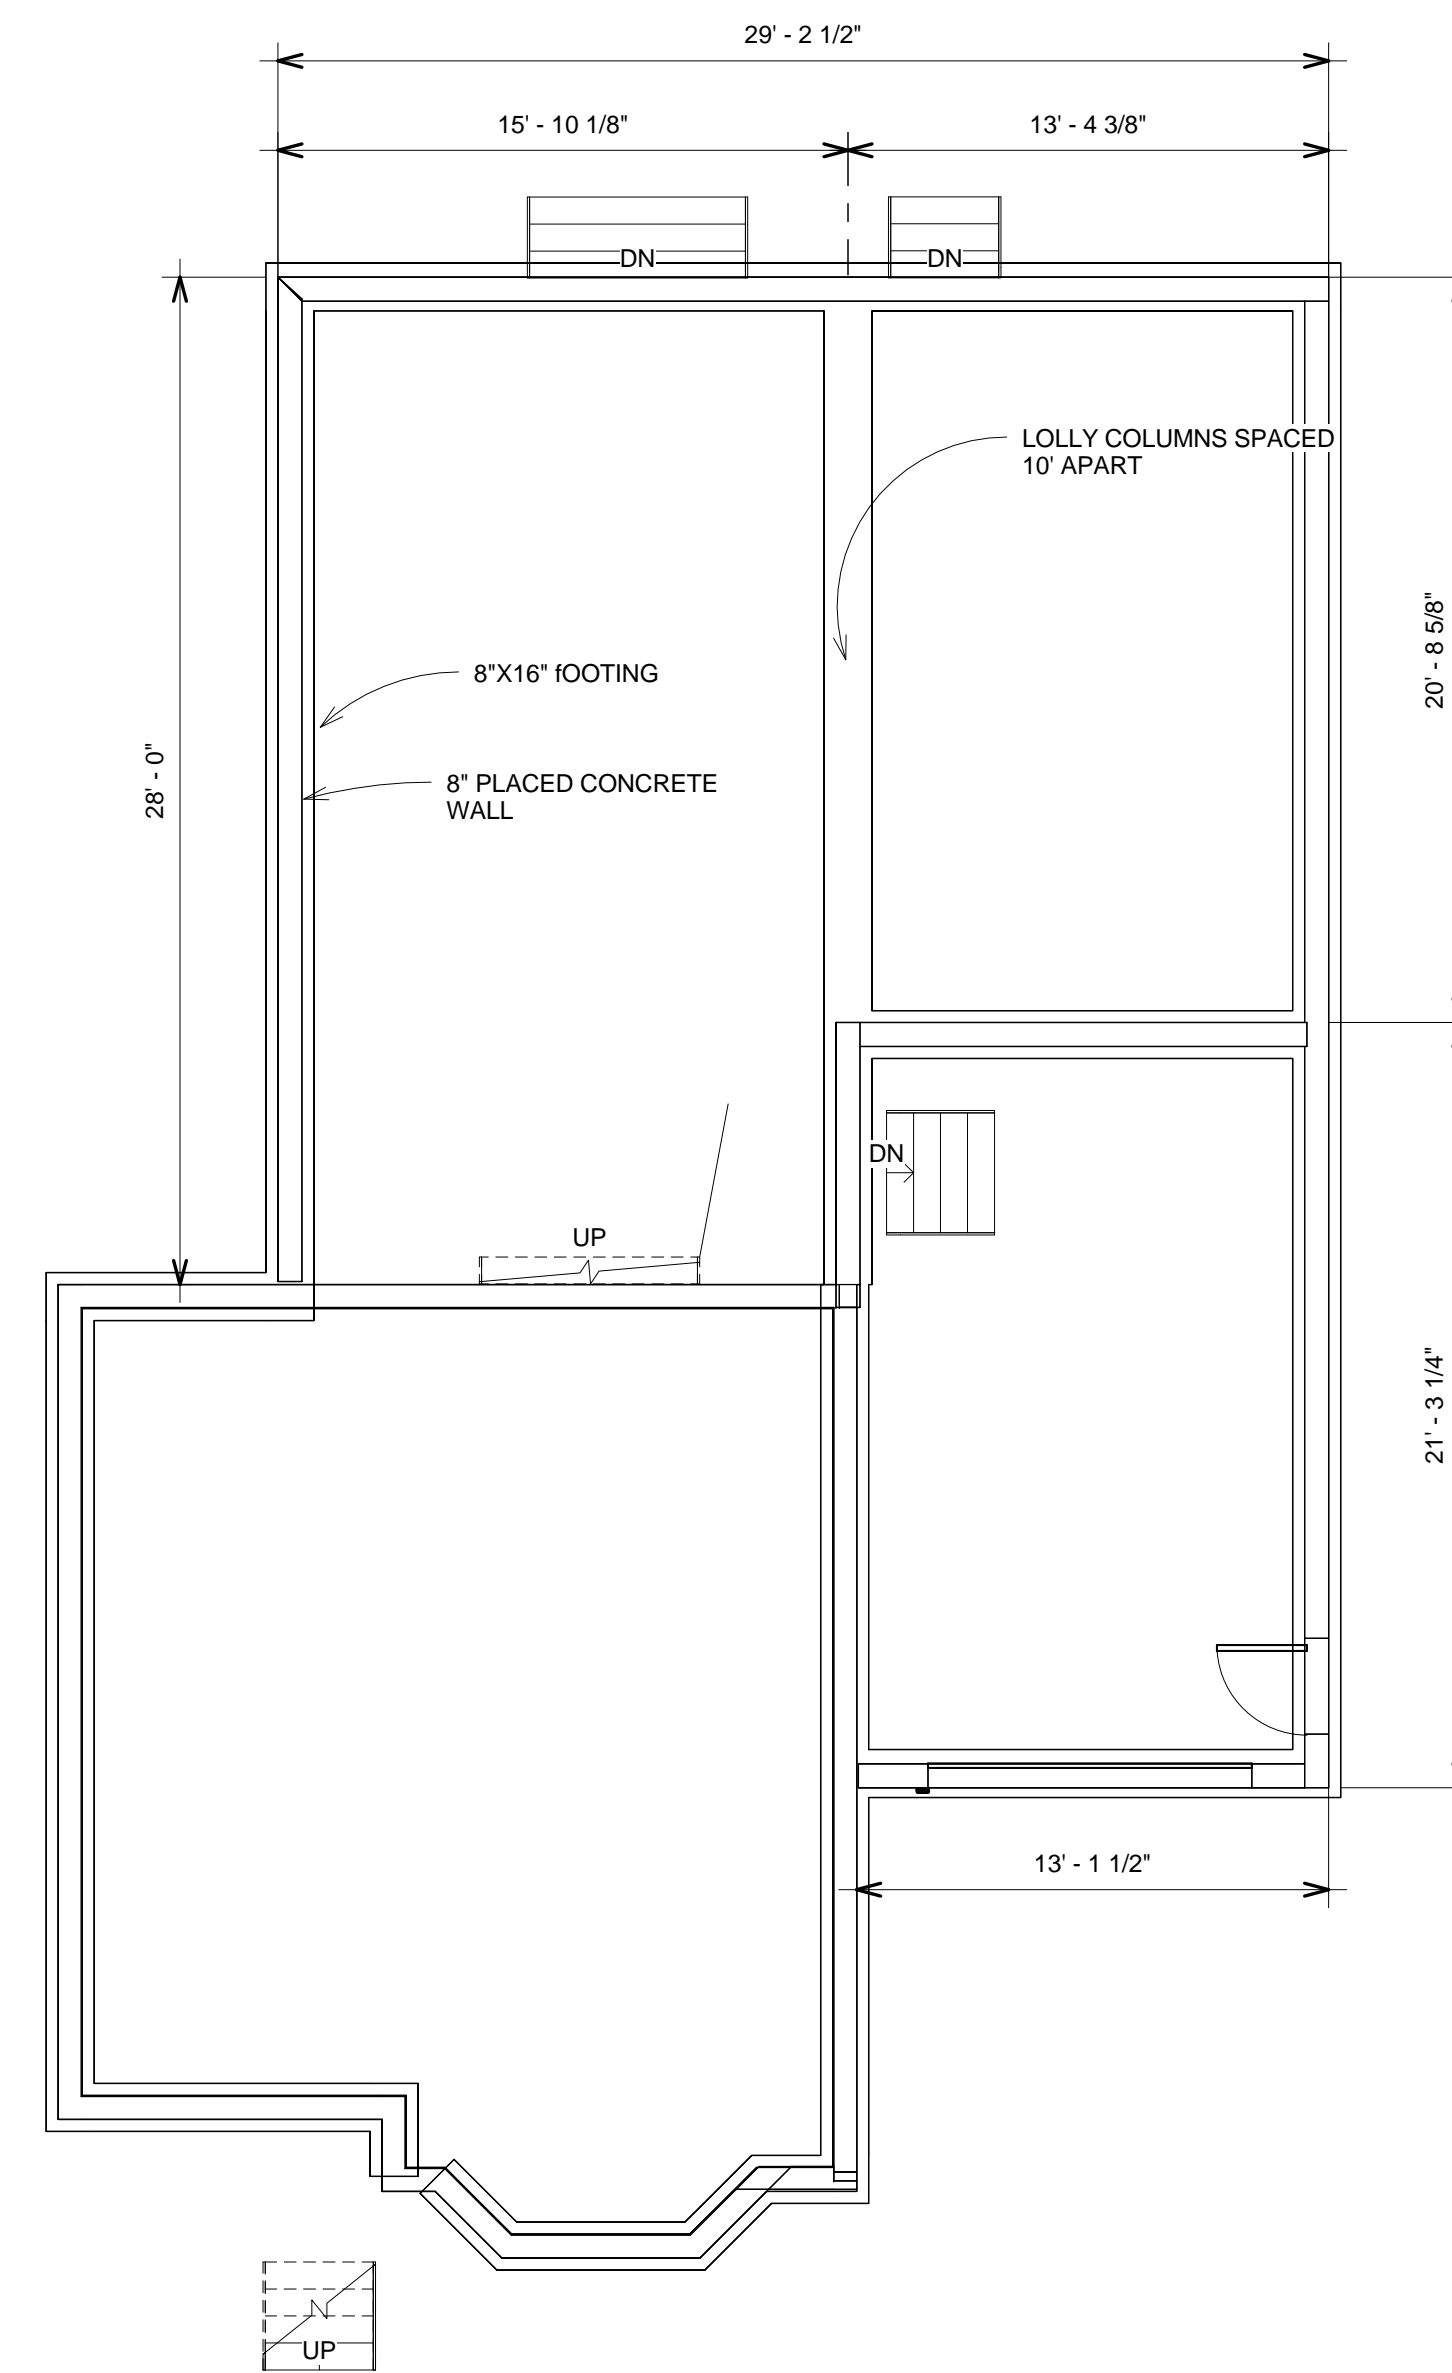 29' - 2 1/2"
15' - 10 1/8"
13' - 4 3/8"
DN
DN
LOLLY COLUMNS SPACED
10' APART
20' - 8 5/8"
8"X16" fOOTING
28' - 0"
8" PLACED CONCRETE
WALL
DN
UP
21' - 3 1/4"
13' - 1 1/2"
UP